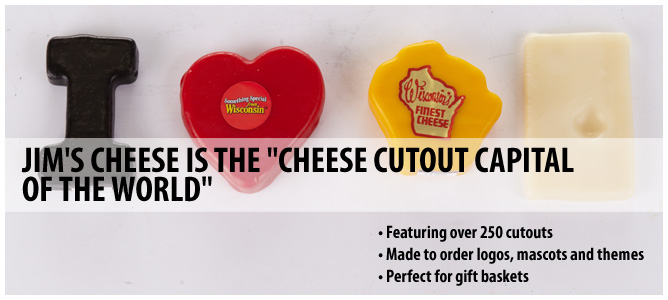 Something Special
from
Wisconsin
Wisconsin's
FINEST
CHEESE
JIM'S CHEESE IS THE "CHEESE CUTOUT CAPITAL
OF THE WORLD"
• Featuring over 250 cutouts
• Made to order logos, mascots and themes
• Perfect for gift baskets